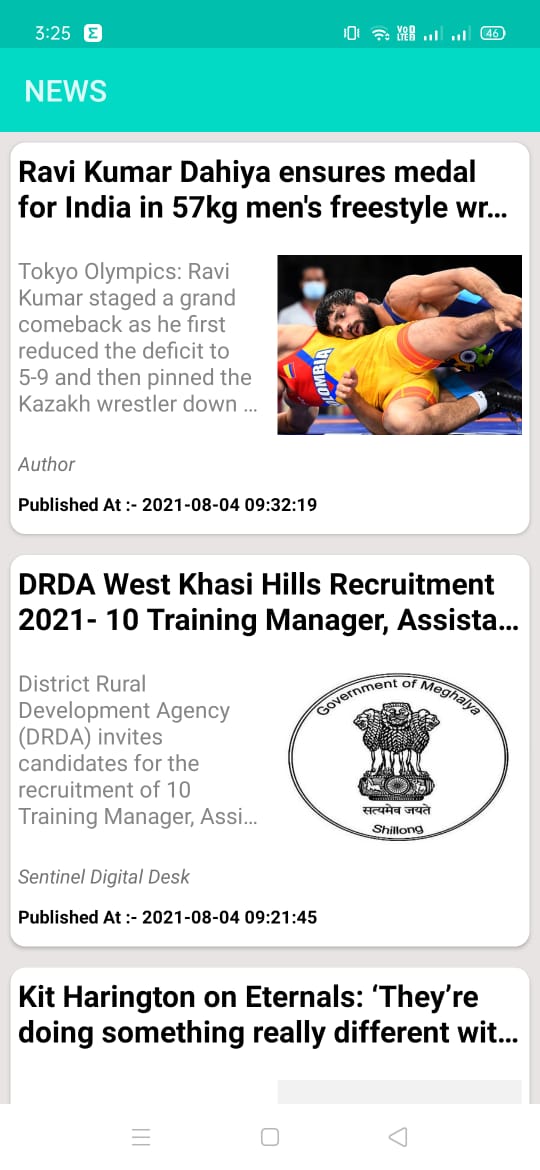 3:25
Σ
VoD
LTE2
46
NEWS
Ravi Kumar Dahiya ensures medal
for India in 57kg men's freestyle wr...
Tokyo Olympics: Ravi
Kumar staged a grand
comeback as he first
reduced the deficit to
5-9 and then pinned the
Kazakh wrestler down ...
OMBIA
Author
Published At :- 2021-08-04 09:32:19
DRDA West Khasi Hills Recruitment
2021- 10 Training Manager, Assista...
District Rural
Development Agency
(DRDA) invites
candidates for the
recruitment of 10
Training Manager, Assi...
Government of Meghalya
सत्यमेव जयते
Shillong
Sentinel Digital Desk
Published At :- 2021-08-04 09:21:45
Kit Harington on Eternals: ‘They’re
doing something really different wit...